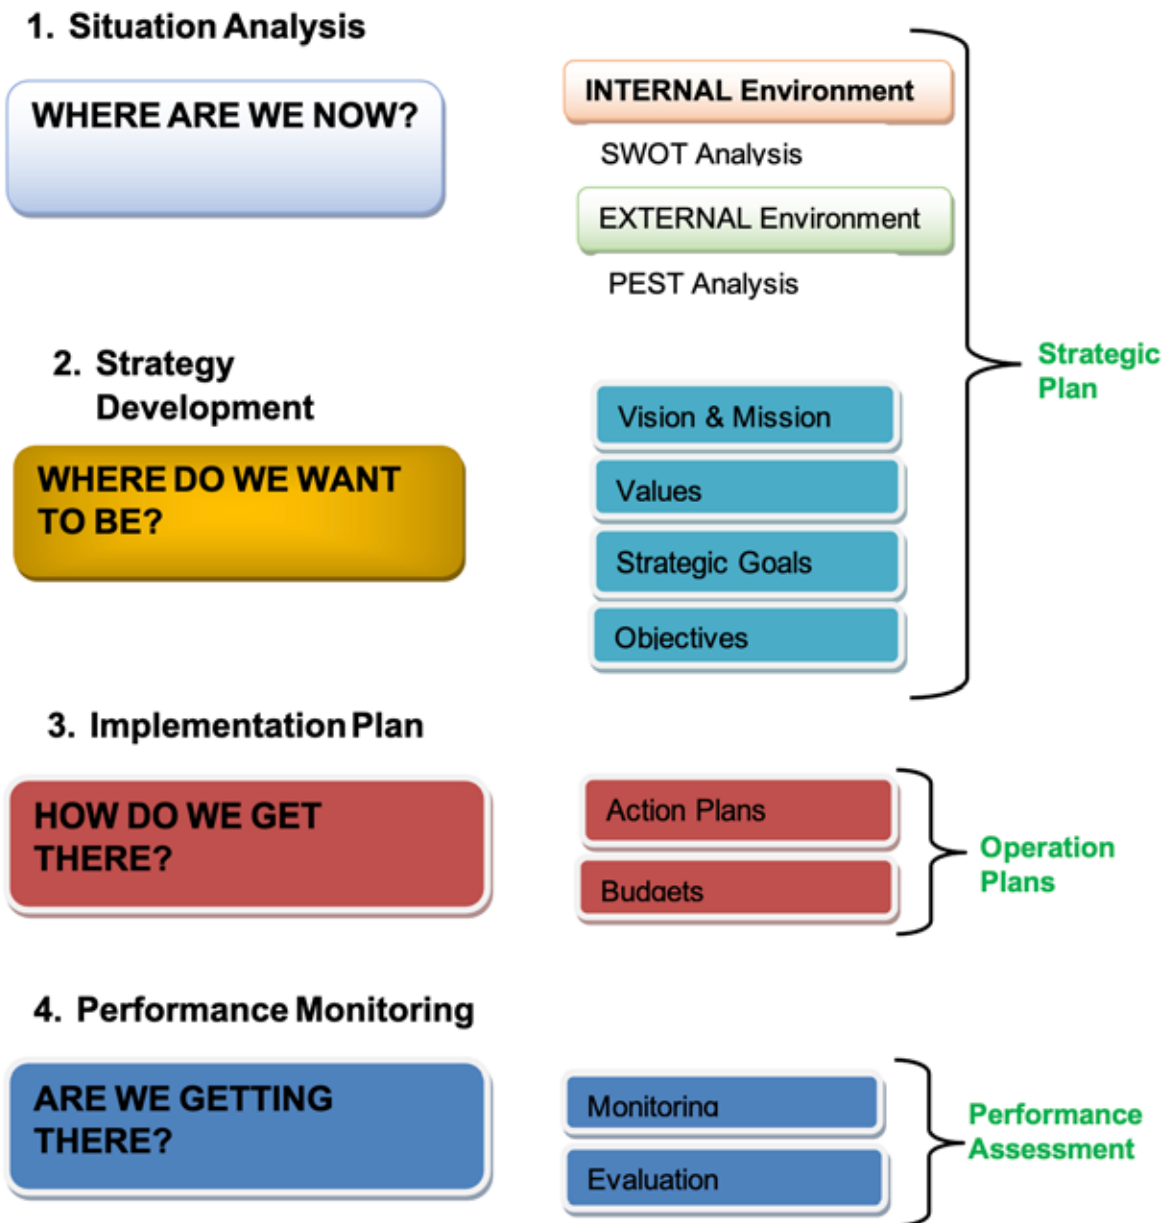 1. Situation Analysis
WHERE ARE WE NOW?
INTERNAL Environment
SWOT Analysis
EXTERNAL Environment
PEST Analysis
Strategic
Plan
2. Strategy
Development
WHERE DO WE WANT
TO BE?
Vision & Mission
Values
Strategic Goals
Objectives
3. Implementation Plan
HOW DO WE GET
THERE?
Action Plans
Budgets
Operation
Plans
4. Performance Monitoring
ARE WE GETTING
THERE?
Monitoring
Evaluation
Performance
Assessment